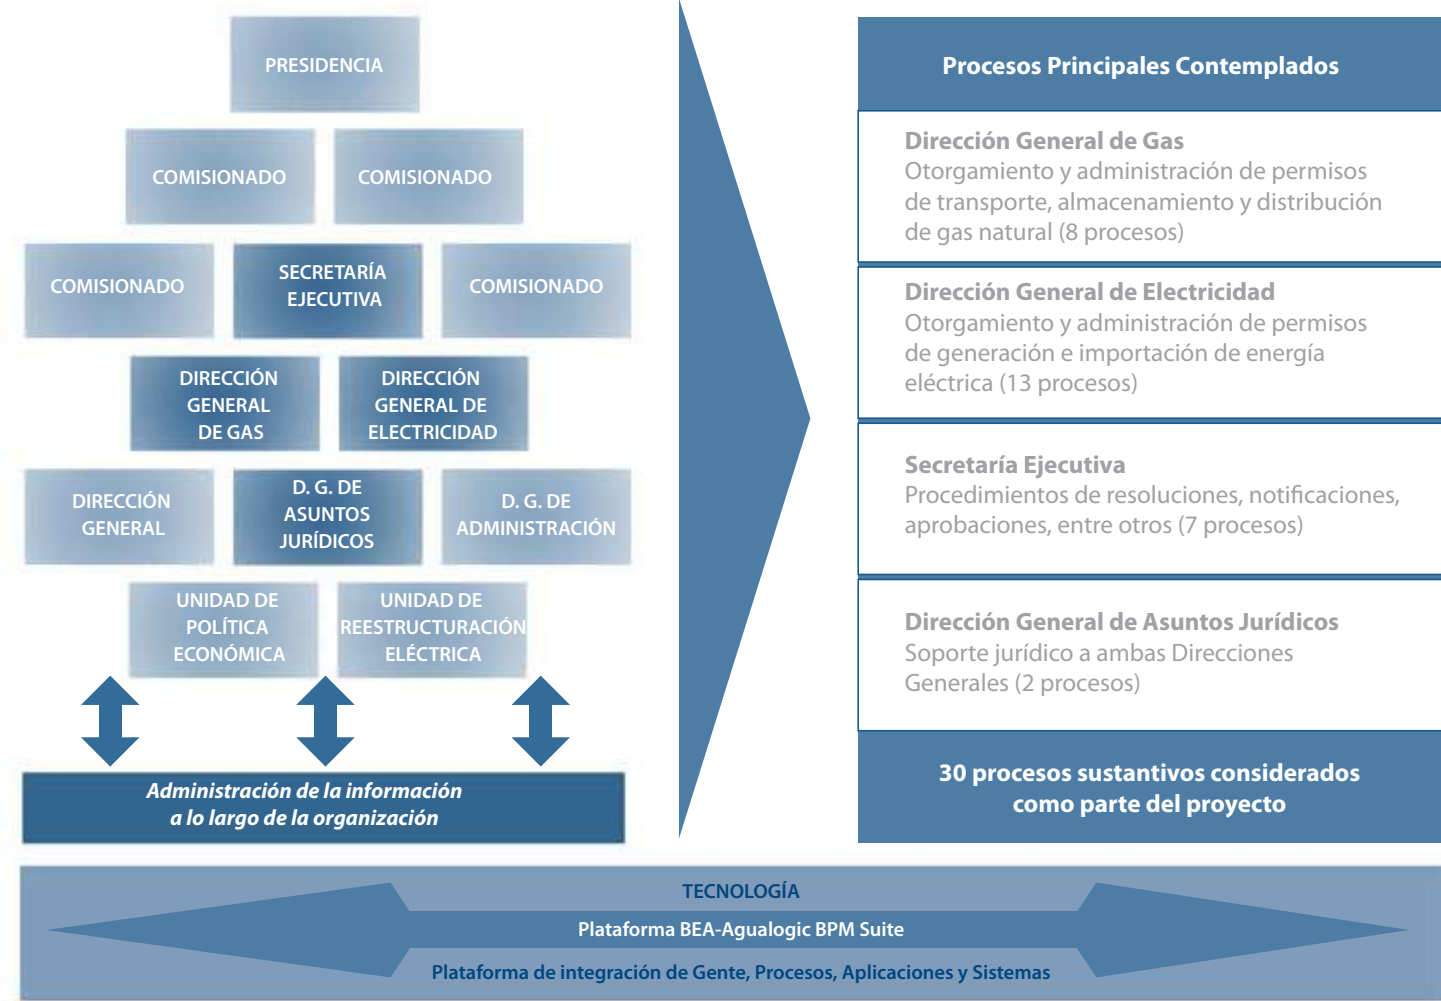 PRESIDENCIA
COMISIONADO
COMISIONADO
COMISIONADO
SECRETARÍA
EJECUTIVA
COMISIONADO
DIRECCIÓN
GENERAL
DE GAS
DIRECCIÓN
GENERAL DE
ELECTRICIDAD
DIRECCIÓN
GENERAL
D. G. DE
ASUNTOS
JURÍDICOS
D. G. DE
ADMINISTRACIÓN
UNIDAD DE
POLÍTICA
ECONÓMICA
UNIDAD DE
REESTRUCTURACIÓN
ELÉCTRICA
Administración de la información
a lo largo de la organización
Procesos Principales Contemplados
Dirección General de Gas
Otorgamiento y administración de permisos
de transporte, almacenamiento y distribución
de gas natural (8 procesos)
Dirección General de Electricidad
Otorgamiento y administración de permisos
de generación e importación de energía
eléctrica (13 procesos)
Secretaría Ejecutiva
Procedimientos de resoluciones, notificaciones,
aprobaciones, entre otros (7 procesos)
Dirección General de Asuntos Jurídicos
Soporte jurídico a ambas Direcciones
Generales (2 procesos)
30 procesos sustantivos considerados
como parte del proyecto
TECNOLOGÍA
Plataforma BEA-Agualogic BPM Suite
Plataforma de integración de Gente, Procesos, Aplicaciones y Sistemas